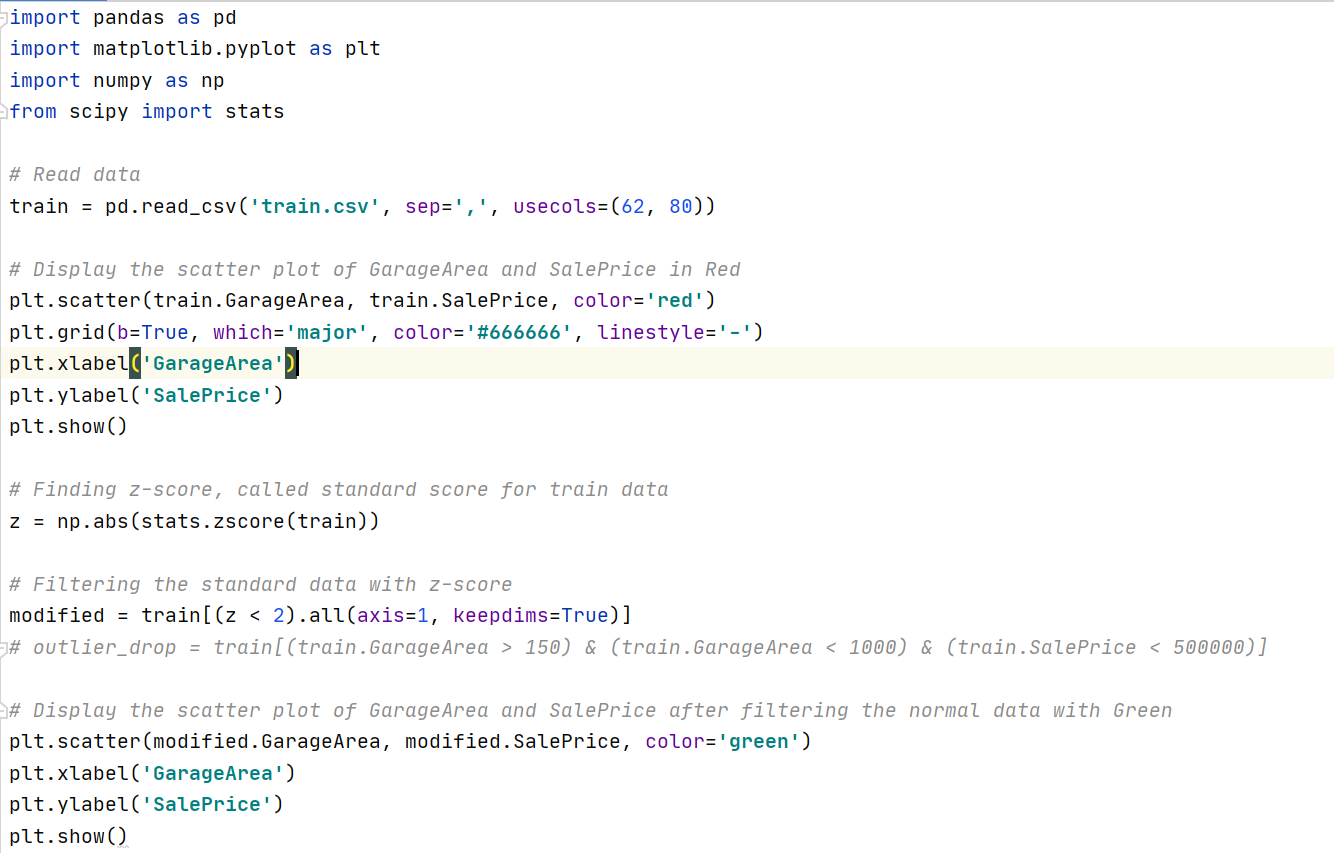 import pandas as pd
import matplotlib.pyplot as plt
import numpy as np
from scipy import stats
# Read data
train = pd.read_csv('train.csv', sep=',', usecols=(62, 80))
# Display the scatter plot of GarageArea and SalePrice in Red
plt.scatter(train.GarageArea, train.SalePrice, color='red')
plt.grid(b=True, which='major', color='#666666', linestyle='-')
plt.xlabel('GarageArea')
plt.ylabel('SalePrice')
plt.show()
# Finding z-score, called standard score for train data
z = np.abs(stats.zscore(train))
# Filtering the standard data with z-score
modified = train[(z < 2).all(axis=1, keepdims=True)]
# outlier_drop = train[(train.GarageArea > 150) & (train.GarageArea < 1000) & (train.SalePrice < 500000)]
# Display the scatter plot of GarageArea and SalePrice after filtering the normal data with Green
plt.scatter(modified.GarageArea, modified.SalePrice, color='green')
plt.xlabel('GarageArea')
plt.ylabel('SalePrice')
plt.show()